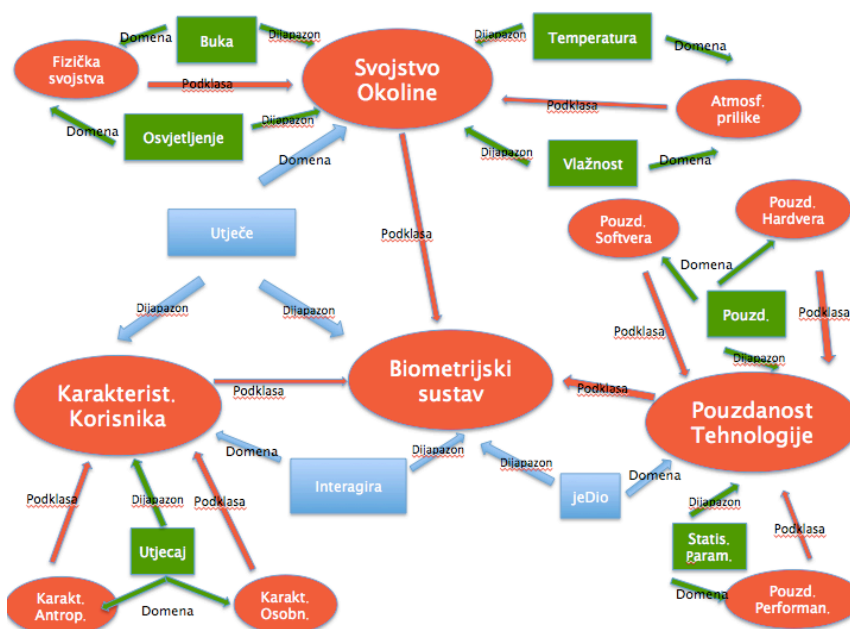 Domena
Buka
Dijapazon
Dijapazon
Temperatura
Domena
Fizička
svojstva
Svojstvo
Okoline
Podklasa
Podklasa
Atmosf.
prilike
Domena
Osvjetljenje
Dijapazon
Domena
Dijapazon
Vlažnost
Domena
Pouzd.
Hardvera
Pouzd.
Softvera
Utječe
Podklasa
Domena
Dijapazon
Dijapazon
Pouzd.
Podklasa
Podklasa
Dijapazon
Karakterist.
Korisnika
Podklasa
Biometrijski
sustav
Podklasa
Pouzdanost
Tehnologije
Domena
Interagira
Dijapazon
Dijapazon
jeDio
Domena
Podklasa
Dijapazon
Podklasa
Dijapazon
Utjecaj
Statis.
Param.
Podklasa
Karakt.
Antrop.
Domena
Karakt.
Osobn.
Domena
Pouzd.
Performan.